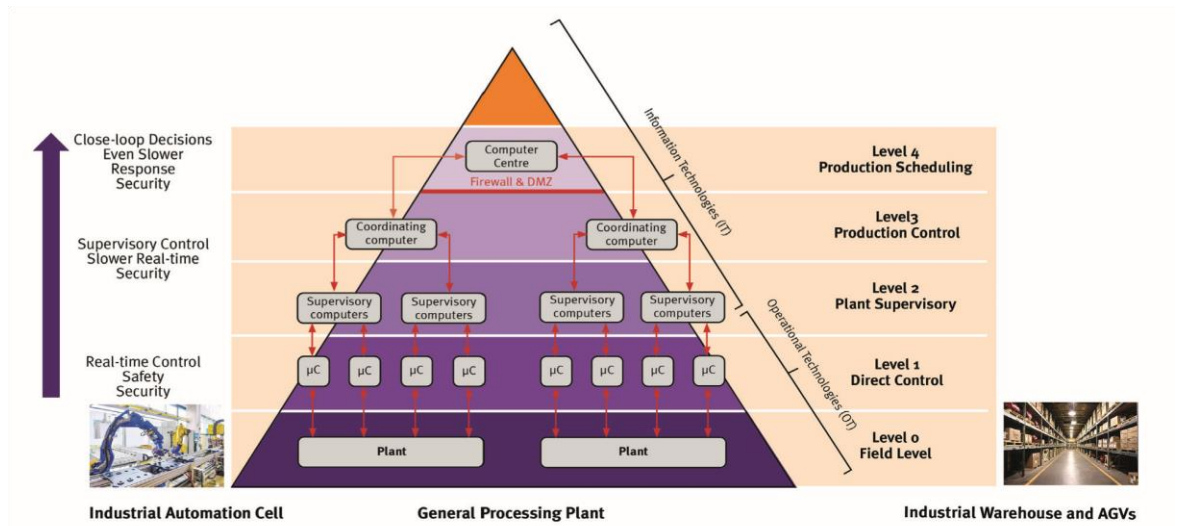 Close-loop Decisions
Even Slower
Response
Security
Supervisory Control
Slower Real-time
Security
Real-time Control
Safety
Security
Computer
Centre
Firewall & DMZ
Coordinating
computer
Coordinating
computer
Supervisory
computers
Supervisory
computers
Supervisory
computers
Supervisory
computers
µC
µC
µC
µC
µC
µC
µC
µC
Plant
Plant
Information Technologies (IT)
Operational Technologies (OT)
Level 4
Production Scheduling
Level3
Production Control
Level 2
Plant Supervisory
Level 1
Direct Control
Level 0
Field Level
Industrial Automation Cell
General Processing Plant
Industrial Warehouse and AGVs